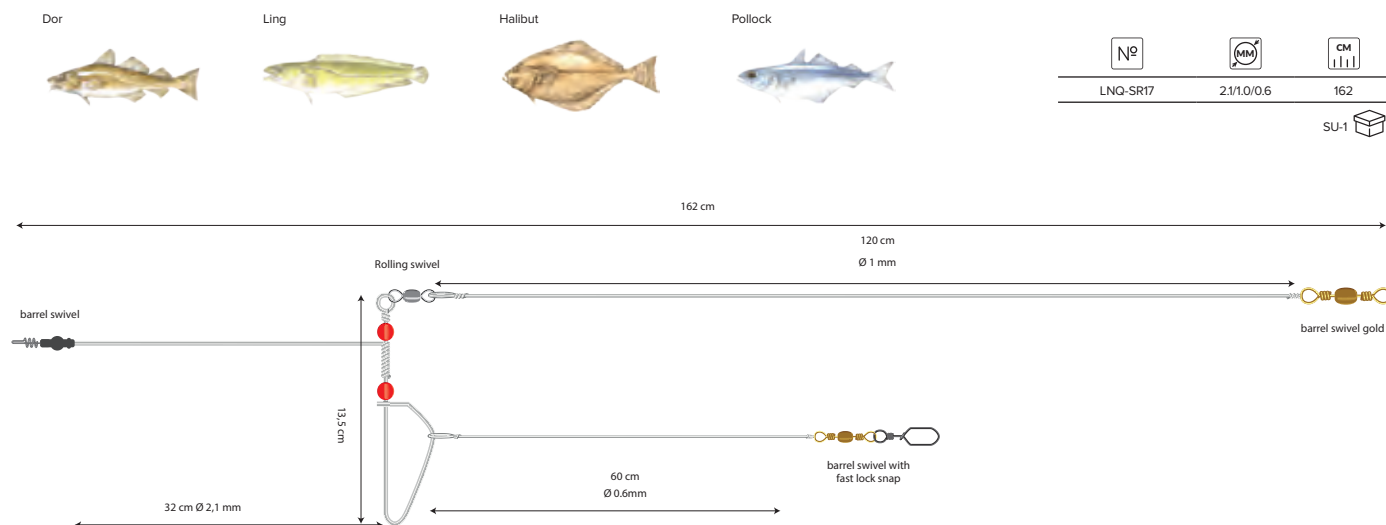 Dor
Ling
Halibut
Pollock
Nº
MM
CM
LNQ-SR17
2.1/1.0/0.6
162
SU-1
162 cm
120 cm
Ø 1 mm
Rolling swivel
barrel swivel
barrel swivel gold
13,5 cm
barrel swivel with
fast lock snap
60 cm
Ø 0.6mm
32 cm Ø 2,1 mm